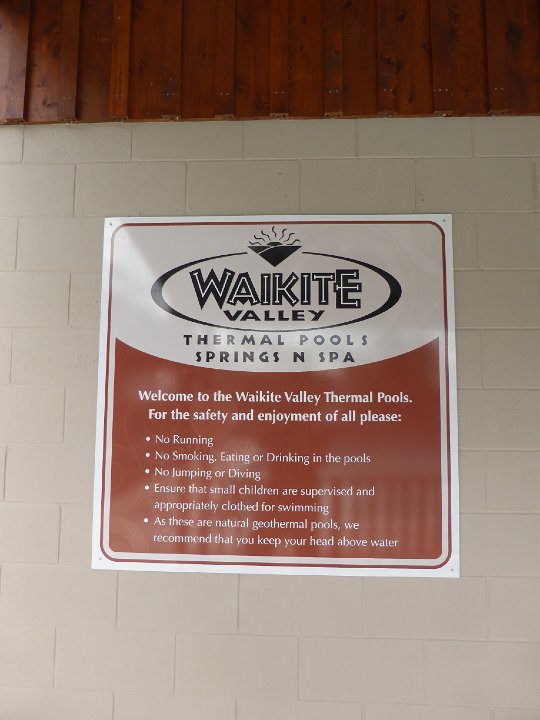 WAIKITE
VALLEY
THERMAL POOLS
SPRINGS N SPA
Welcome to the Waikite Valley Thermal Pools.
For the safety and enjoyment of all please:
• No Running
• No Smoking, Eating or Drinking in the pools
• No Jumping or Diving
• Ensure that small children are supervised and
appropriately clothed for swimming
• As these are natural geothermal pools, we
recommend that you keep your head above water